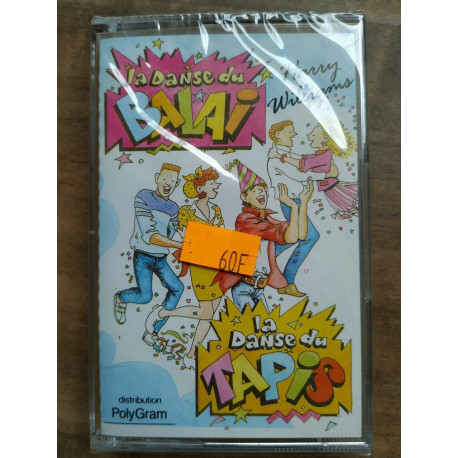 la Danse du
BALAi
Harry
Williams
60F
la
Danse du
TAPiS
distribution
PolyGram